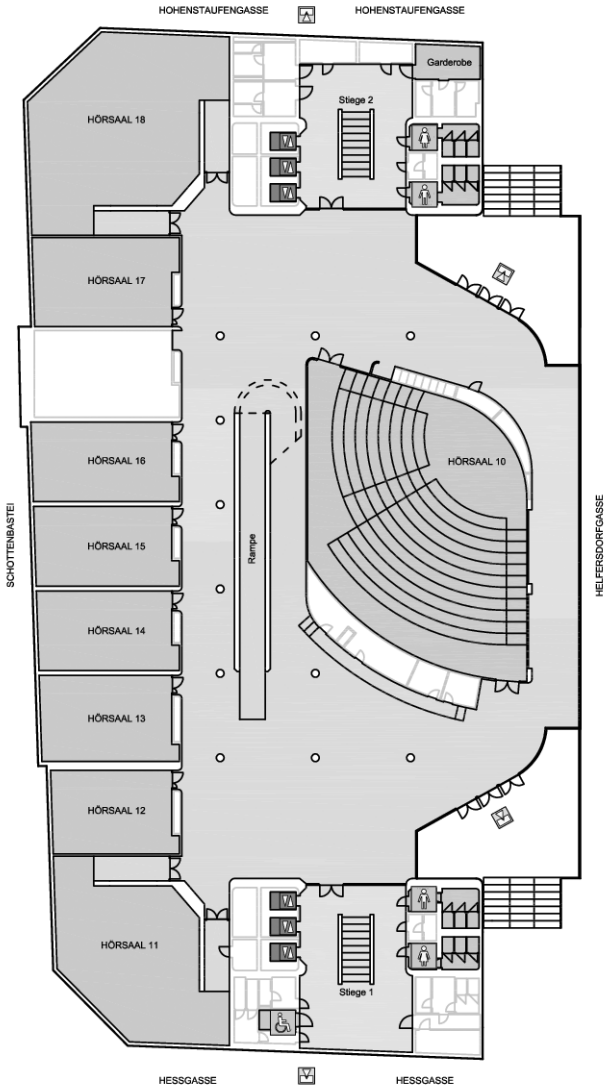 HOHENSTAUFENGASSE
HOHENSTAUFENGASSE
Garderobe
Stiege 2
HÖRSAAL 18
HÖRSAAL 17
HÖRSAAL 16
HÖRSAAL 10
SCHOTTENBASTEI
HELFERSDORFGASSE
Rampe
HÖRSAAL 15
HÖRSAAL 14
HÖRSAAL 13
HÖRSAAL 12
HÖRSAAL 11
Stiege 1
HESSGASSE
HESSGASSE